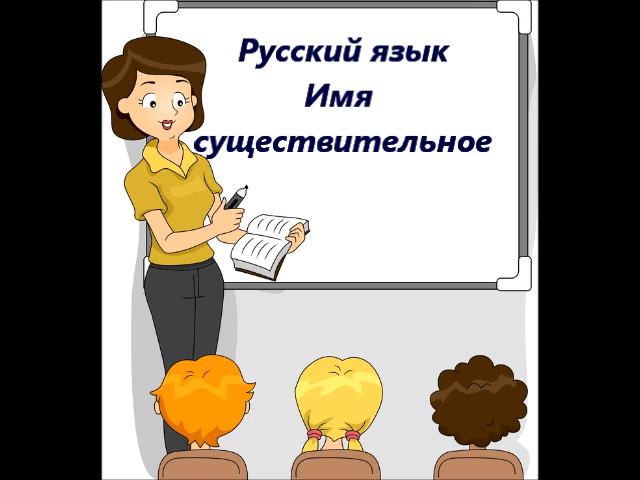 Русский язык
Имя
существительное